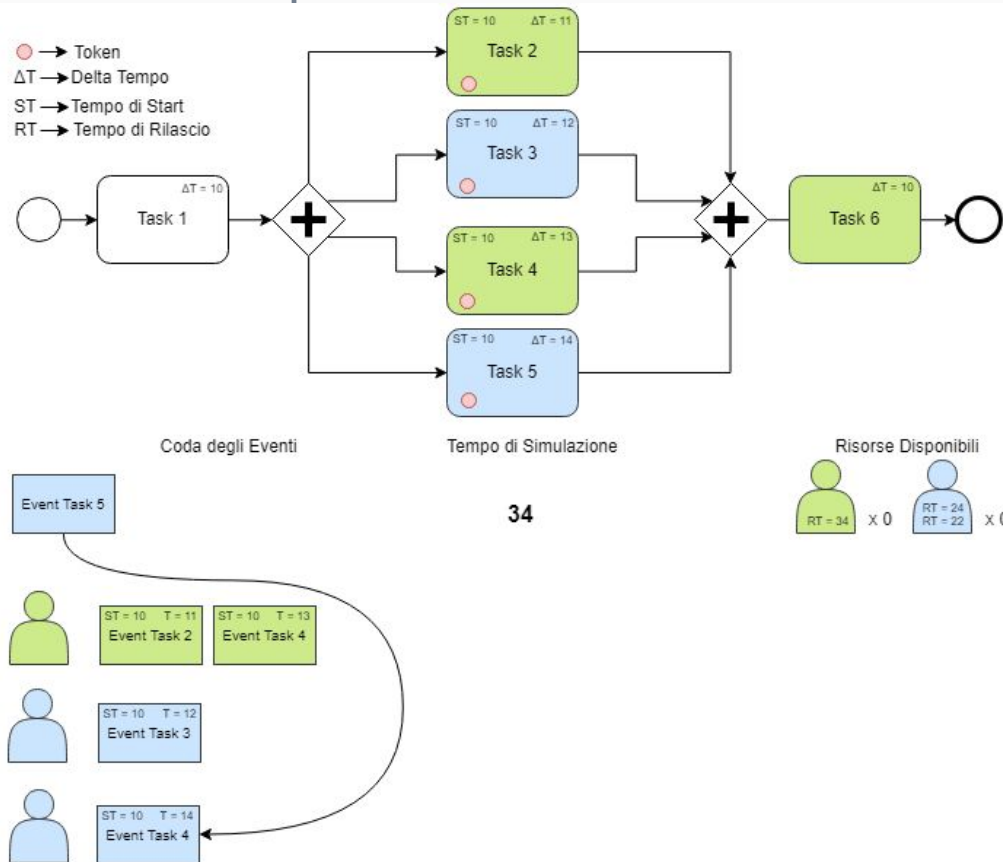 Token
ΔT Delta Tempo
ST Tempo di Start
RT Tempo di Rilascio
ΔT = 10
Task 1
ST = 10 ΔT = 11
Task 2
ST = 10 ΔT = 12
Task 3
ST = 10 ΔT = 13
Task 4
ST = 10 ΔT = 14
Task 5
ΔT = 10
Task 6
Coda degli Eventi
Tempo di Simulazione
Risorse Disponibili
Event Task 5
34
RT = 34
x 0
RT = 24
RT = 22
x 0
ST = 10 T = 11
Event Task 2
ST = 10 T = 13
Event Task 4
ST = 10 T = 12
Event Task 3
ST = 10 T = 14
Event Task 4